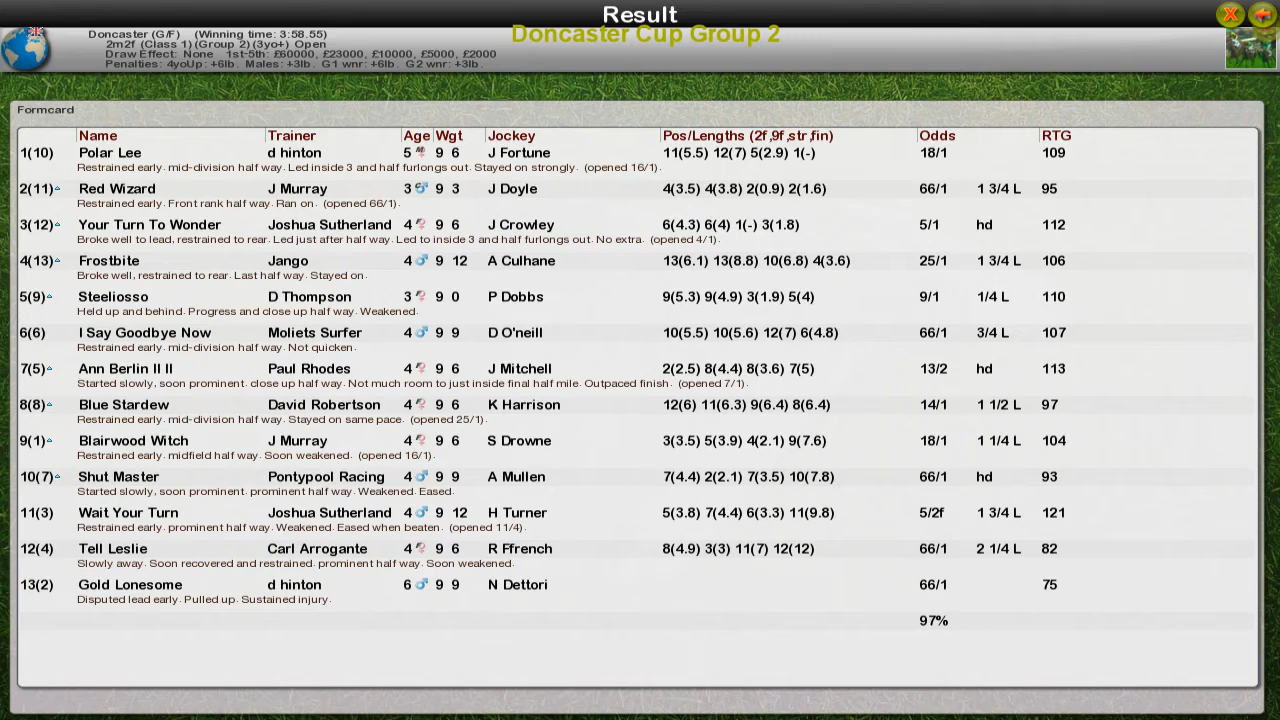 Result
Doncaster Cup Group 2
Doncaster (G/F) (Winning time: 3:58.55)
2m2f (Class 1) (Group 2) (3yo+) Open
Draw Effect: None 1st-5th: £60000, £23000, £10000, £5000, £2000
Penalties: 4yoUp: +6lb. Males: +3lb. G1 wnr: +6lb. G2 wnr: +3lb.
Formcard
Name Trainer Age Wgt Jockey Pos/Lengths (2f,9f,str,fin) Odds RTG
1(10) Polar Lee d hinton 5 9 6 J Fortune 11(5.5) 12(7) 5(2.9) 1(-) 18/1 109
Restrained early. mid-division half way. Led inside 3 and half furlongs out. Stayed on strongly. (opened 16/1).
2(11) Red Wizard J Murray 3 9 3 J Doyle 4(3.5) 4(3.8) 2(0.9) 2(1.6) 66/1 1 3/4 L 95
Restrained early. Front rank half way. Ran on. (opened 66/1).
3(12) Your Turn To Wonder Joshua Sutherland 4 9 6 J Crowley 6(4.3) 6(4) 1(-) 3(1.8) 5/1 hd 112
Broke well to lead, restrained to rear. Led just after half way. Led to inside 3 and half furlongs out. No extra. (opened 4/1).
4(13) Frostbite Jango 4 9 12 A Culhane 13(6.1) 13(8.8) 10(6.8) 4(3.6) 25/1 1 3/4 L 106
Broke well, restrained to rear. Last half way. Stayed on.
5(9) Steeliosso D Thompson 3 9 0 P Dobbs 9(5.3) 9(4.9) 3(1.9) 5(4) 9/1 1/4 L 110
Held up and behind. Progress and close up half way. Weakened.
6(6) I Say Goodbye Now Moliets Surfer 4 9 9 D O'neill 10(5.5) 10(5.6) 12(7) 6(4.8) 66/1 3/4 L 107
Restrained early. mid-division half way. Not quicken.
7(5) Ann Berlin II II Paul Rhodes 4 9 6 J Mitchell 2(2.5) 8(4.4) 8(3.6) 7(5) 13/2 hd 113
Started slowly, soon prominent. close up half way. Not much room to just inside final half mile. Outpaced finish. (opened 7/1).
8(8) Blue Stardew David Robertson 4 9 6 K Harrison 12(6) 11(6.3) 9(6.4) 8(6.4) 14/1 1 1/2 L 97
Restrained early. mid-division half way. Stayed on same pace. (opened 25/1).
9(1) Blairwood Witch J Murray 4 9 6 S Drowne 3(3.5) 5(3.9) 4(2.1) 9(7.6) 18/1 1 1/4 L 104
Restrained early. midfield half way. Soon weakened. (opened 16/1).
10(7) Shut Master Pontypool Racing 4 9 9 A Mullen 7(4.4) 2(2.1) 7(3.5) 10(7.8) 66/1 hd 93
Started slowly, soon prominent. prominent half way. Weakened. Eased.
11(3) Wait Your Turn Joshua Sutherland 4 9 12 H Turner 5(3.8) 7(4.4) 6(3.3) 11(9.8) 5/2f 1 3/4 L 121
Restrained early. prominent half way. Weakened. Eased when beaten. (opened 11/4).
12(4) Tell Leslie Carl Arrogante 4 9 6 R Ffrench 8(4.9) 3(3) 11(7) 12(12) 66/1 2 1/4 L 82
Slowly away. Soon recovered and restrained. prominent half way. Soon weakened.
13(2) Gold Lonesome d hinton 6 9 9 N Dettori 66/1 75
Disputed lead early. Pulled up. Sustained injury.
97%